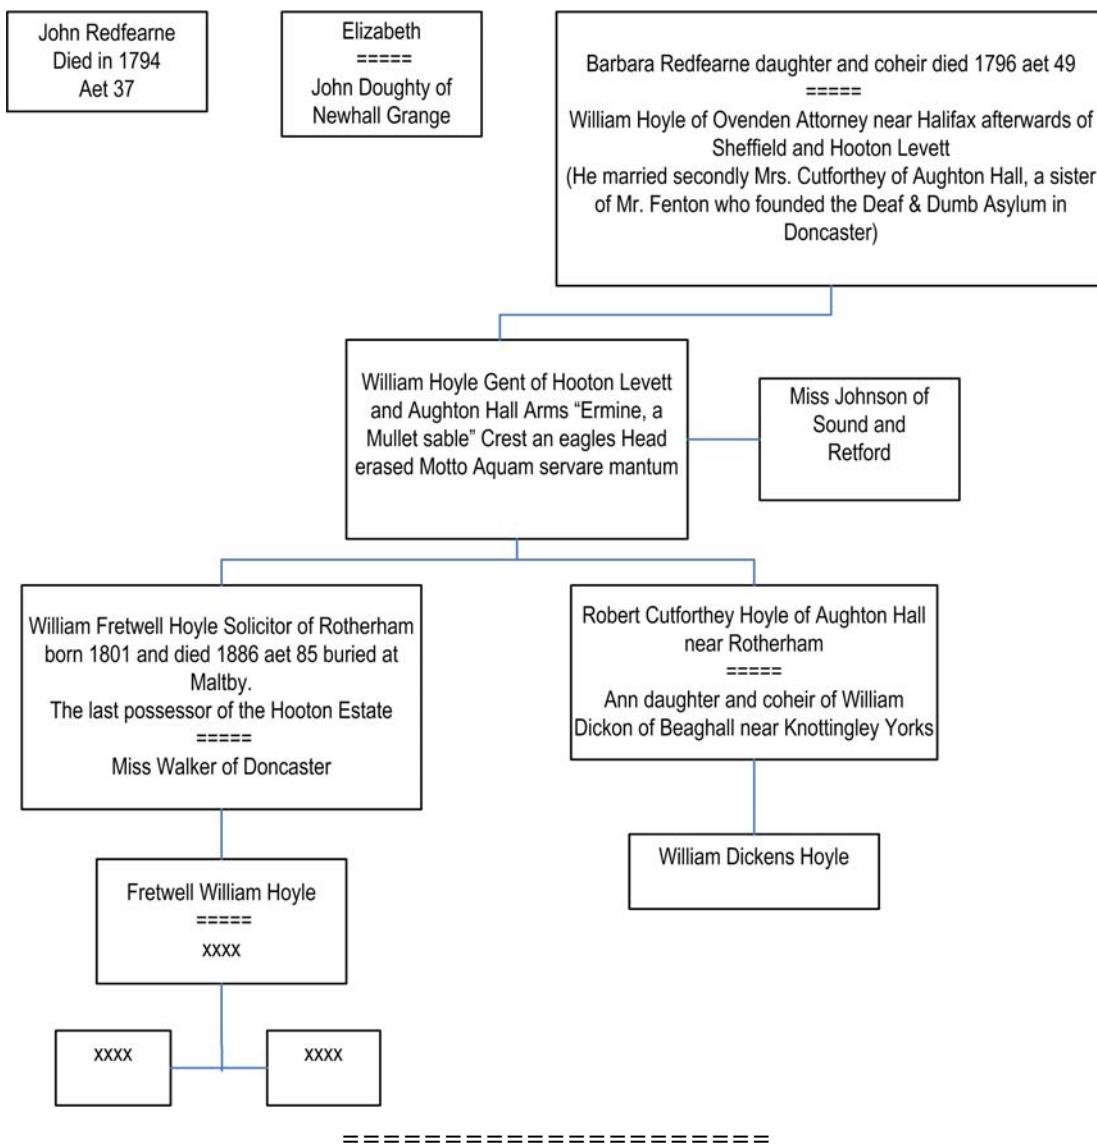 John Redfearne
Died in 1794
Aet 37
Elizabeth
=====
John Doughty of
Newhall Grange
Barbara Redfearne daughter and coheir died 1796 aet 49
=====
William Hoyle of Ovenden Attorney near Halifax afterwards of
Sheffield and Hooton Levett
(He married secondly Mrs. Cutforthey of Aughton Hall, a sister
of Mr. Fenton who founded the Deaf & Dumb Asylum in
Doncaster)
William Hoyle Gent of Hooton Levett
and Aughton Hall Arms “Ermine, a
Mullet sable” Crest an eagles Head
erased Motto Aquam servare mantum
Miss Johnson of
Sound and
Retford
William Fretwell Hoyle Solicitor of Rotherham
born 1801 and died 1886 aet 85 buried at
Maltby.
The last possessor of the Hooton Estate
=====
Miss Walker of Doncaster
Robert Cutforthey Hoyle of Aughton Hall
near Rotherham
=====
Ann daughter and coheir of William
Dickon of Beaghall near Knottingley Yorks
Fretwell William Hoyle
=====
xxxx
William Dickens Hoyle
xxxx
xxxx
=====================